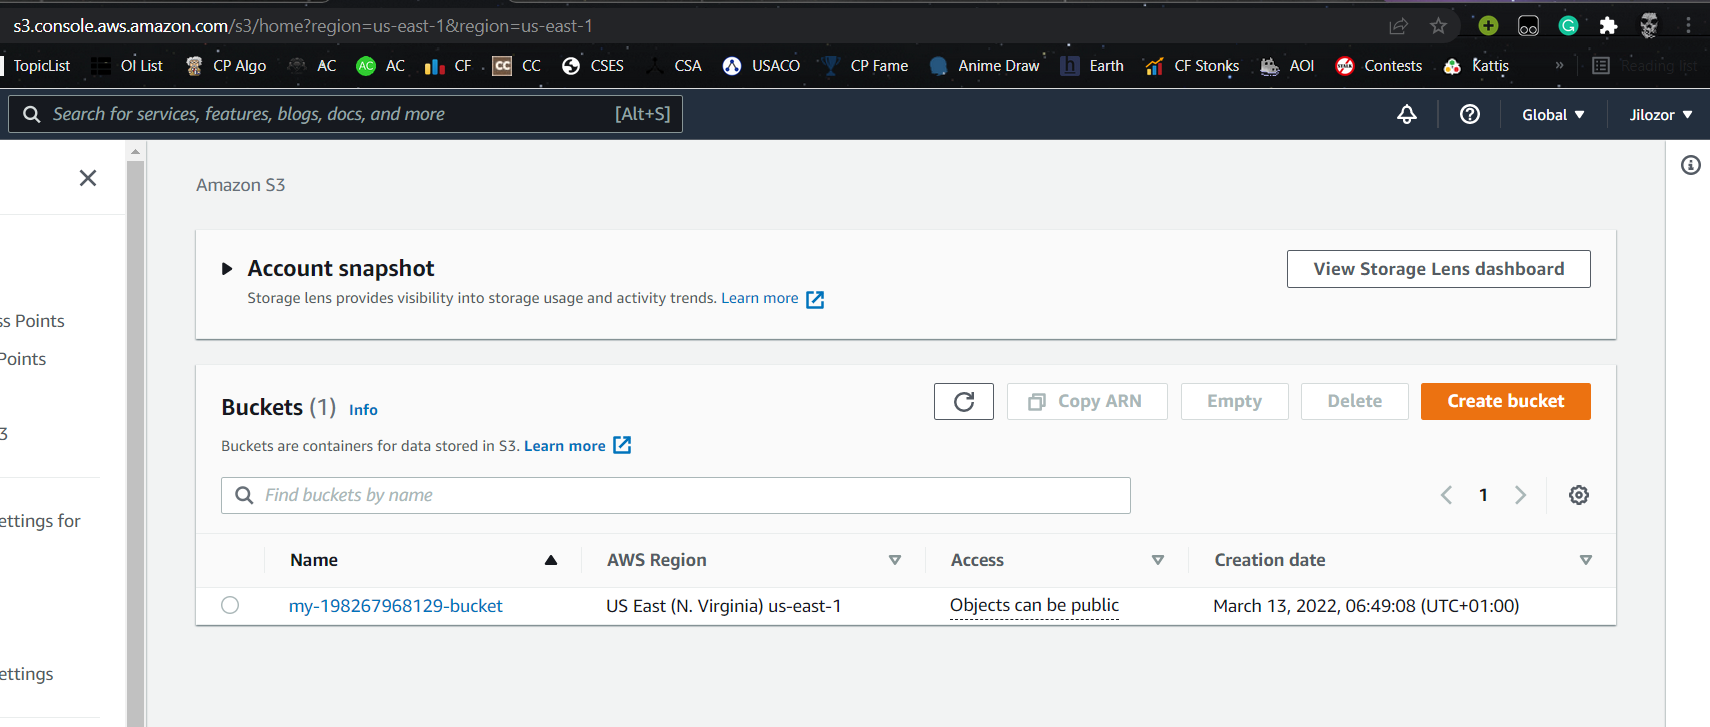 s3.console.aws.amazon.com/s3/home?region=us-east-1&region=us-east-1
TopicList OI List CP Algo AC AC AC CF CC CC CSES CSA USACO CP Fame Anime Draw h Earth CF Stonks AOI Contests Kattis » Reading list
Search for services, features, blogs, docs, and more [Alt+S] Global Jilozor
Amazon S3
Account snapshot
View Storage Lens dashboard
Storage lens provides visibility into storage usage and activity trends. Learn more
ss Points
Points
3
ettings for
ettings
Buckets (1) Info
Copy ARN Empty Delete Create bucket
Buckets are containers for data stored in S3. Learn more
Find buckets by name
1
Name AWS Region Access Creation date
my-198267968129-bucket US East (N. Virginia) us-east-1 Objects can be public March 13, 2022, 06:49:08 (UTC+01:00)